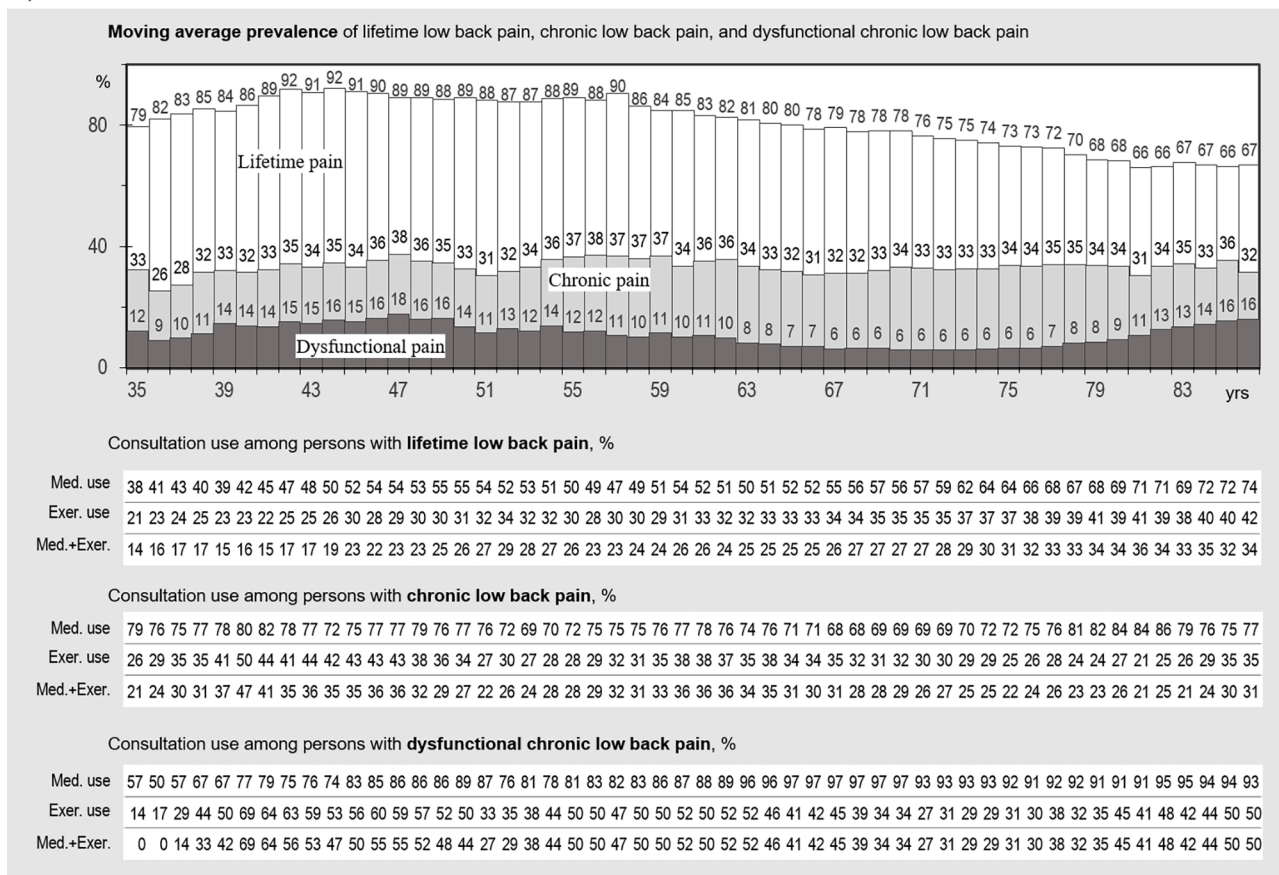 Moving average prevalence of lifetime low back pain, chronic low back pain, and dysfunctional chronic low back pain
%
79 82 83 85 84 86 89 92 91 92 91 90 89 89 88 89 88 87 87 88 89 88 90 86 84 85 83 82 81 80 80 78 79 78 78 78 76 75 75 74 73 73 72 70 68 68 66 66 67 67 66 67
80
Lifetime pain
40
33 26 28 32 33 32 33 35 34 35 34 36 38 36 35 33 31 32 34 36 37 38 37 37 37 34 36 36 34 33 32 31 32 32 33 34 33 33 33 33 34 34 35 35 34 34 31 34 35 33 36 32
Chronic pain
12 9 10 11 14 14 14 15 15 16 15 16 18 16 16 14 11 13 12 14 12 12 11 10 11 10 11 10 8 8 7 7 6 6 6 6 6 6 6 6 6 6 7 8 8 9 11 13 13 14 16 16
Dysfunctional pain
0
35 39 43 47 51 55 59 63 67 71 75 79 83 yrs
Consultation use among persons with lifetime low back pain, %
Med. use 38 41 43 40 39 42 45 47 48 50 52 54 54 53 55 55 54 52 53 51 50 49 47 49 51 54 52 51 50 51 52 52 55 56 57 56 57 59 62 64 64 66 68 67 68 69 71 71 69 72 72 74
Exer. use 21 23 24 25 23 23 22 25 25 26 30 28 29 30 30 31 32 34 32 32 30 28 30 30 29 31 33 32 32 33 33 33 34 34 35 35 35 35 37 37 37 38 39 39 41 39 41 39 38 40 40 42
Med.+Exer. 14 16 17 17 15 16 15 17 17 19 23 22 23 23 25 26 27 29 28 27 26 23 23 24 24 26 26 24 25 25 25 25 26 27 27 27 27 28 29 30 31 32 33 33 34 34 36 34 33 35 32 34
Consultation use among persons with chronic low back pain, %
Med. use 79 76 75 77 78 80 82 78 77 72 75 77 77 79 76 77 76 72 69 70 72 75 75 75 76 77 78 76 74 76 71 71 68 68 69 69 69 69 70 72 72 75 76 81 82 84 84 86 79 76 75 77
Exer. use 26 29 35 35 41 50 44 41 44 42 43 43 43 38 36 34 27 30 27 28 28 29 32 31 35 38 38 37 35 38 34 34 35 32 31 32 30 30 29 29 25 26 28 24 24 27 21 25 26 29 35 35
Med.+Exer. 21 24 30 31 37 47 41 35 36 35 35 36 36 32 29 27 22 26 24 28 28 29 32 31 33 36 36 36 34 35 31 30 31 28 28 29 26 27 25 25 22 24 26 23 23 26 21 25 21 24 30 31
Consultation use among persons with dysfunctional chronic low back pain, %
Med. use 57 50 57 67 67 77 79 75 76 74 83 85 86 86 86 89 87 76 81 78 81 83 82 83 86 87 88 89 96 96 97 97 97 97 97 97 93 93 93 93 92 91 92 92 91 91 91 95 95 94 94 93
Exer. use 14 17 29 44 50 69 64 63 59 53 56 60 59 57 52 50 33 35 38 44 50 50 47 50 50 52 50 52 52 46 41 42 45 39 34 34 27 31 29 29 31 30 38 32 35 45 41 48 42 44 50 50
Med.+Exer. 0 0 14 33 42 69 64 56 53 47 50 55 55 52 48 44 27 29 38 44 50 50 47 50 50 52 50 52 52 46 41 42 45 39 34 34 27 31 29 29 31 30 38 32 35 45 41 48 42 44 50 50